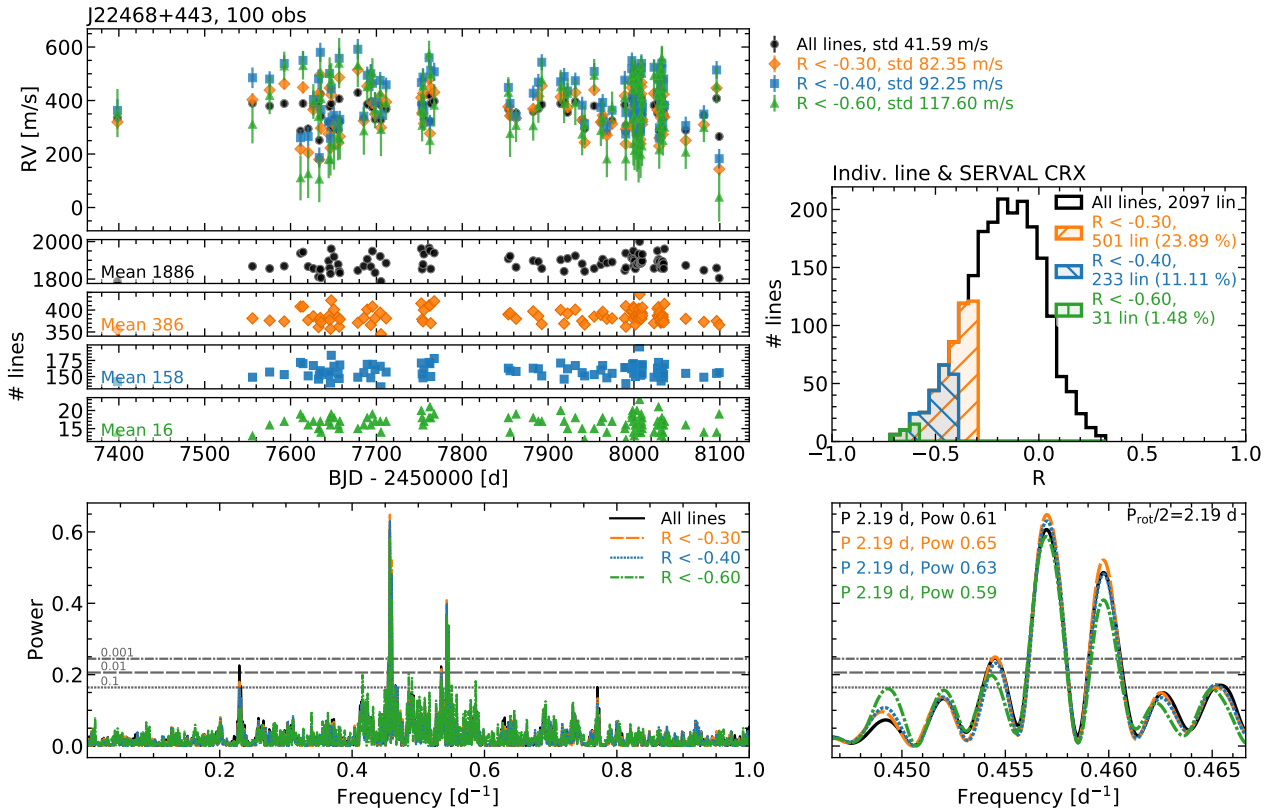 J22468+443, 100 obs
600
400
200
0
RV [m/s]
All lines, std 41.59 m/s
R < -0.30, std 82.35 m/s
R < -0.40, std 92.25 m/s
R < -0.60, std 117.60 m/s
2000
1800
Mean 1886
400
350
Mean 386
175
150
Mean 158
20
15
Mean 16
# lines
7400
7500
7600
7700
7800
7900
8000
8100
BJD - 2450000 [d]
Indiv. line & SERVAL CRX
200
150
100
50
0
# lines
All lines, 2097 lin
R < -0.30,
501 lin (23.89 %)
R < -0.40,
233 lin (11.11 %)
R < -0.60,
31 lin (1.48 %)
−1.0
−0.5
0.0
0.5
1.0
R
0.6
0.4
0.2
0.0
Power
All lines
R < -0.30
R < -0.40
R < -0.60
0.001
0.01
0.1
0.2
0.4
0.6
0.8
1.0
Frequency [d⁻¹]
P 2.19 d, Pow 0.61
P 2.19 d, Pow 0.65
P 2.19 d, Pow 0.63
P 2.19 d, Pow 0.59
P_rot/2=2.19 d
0.450
0.455
0.460
0.465
Frequency [d⁻¹]